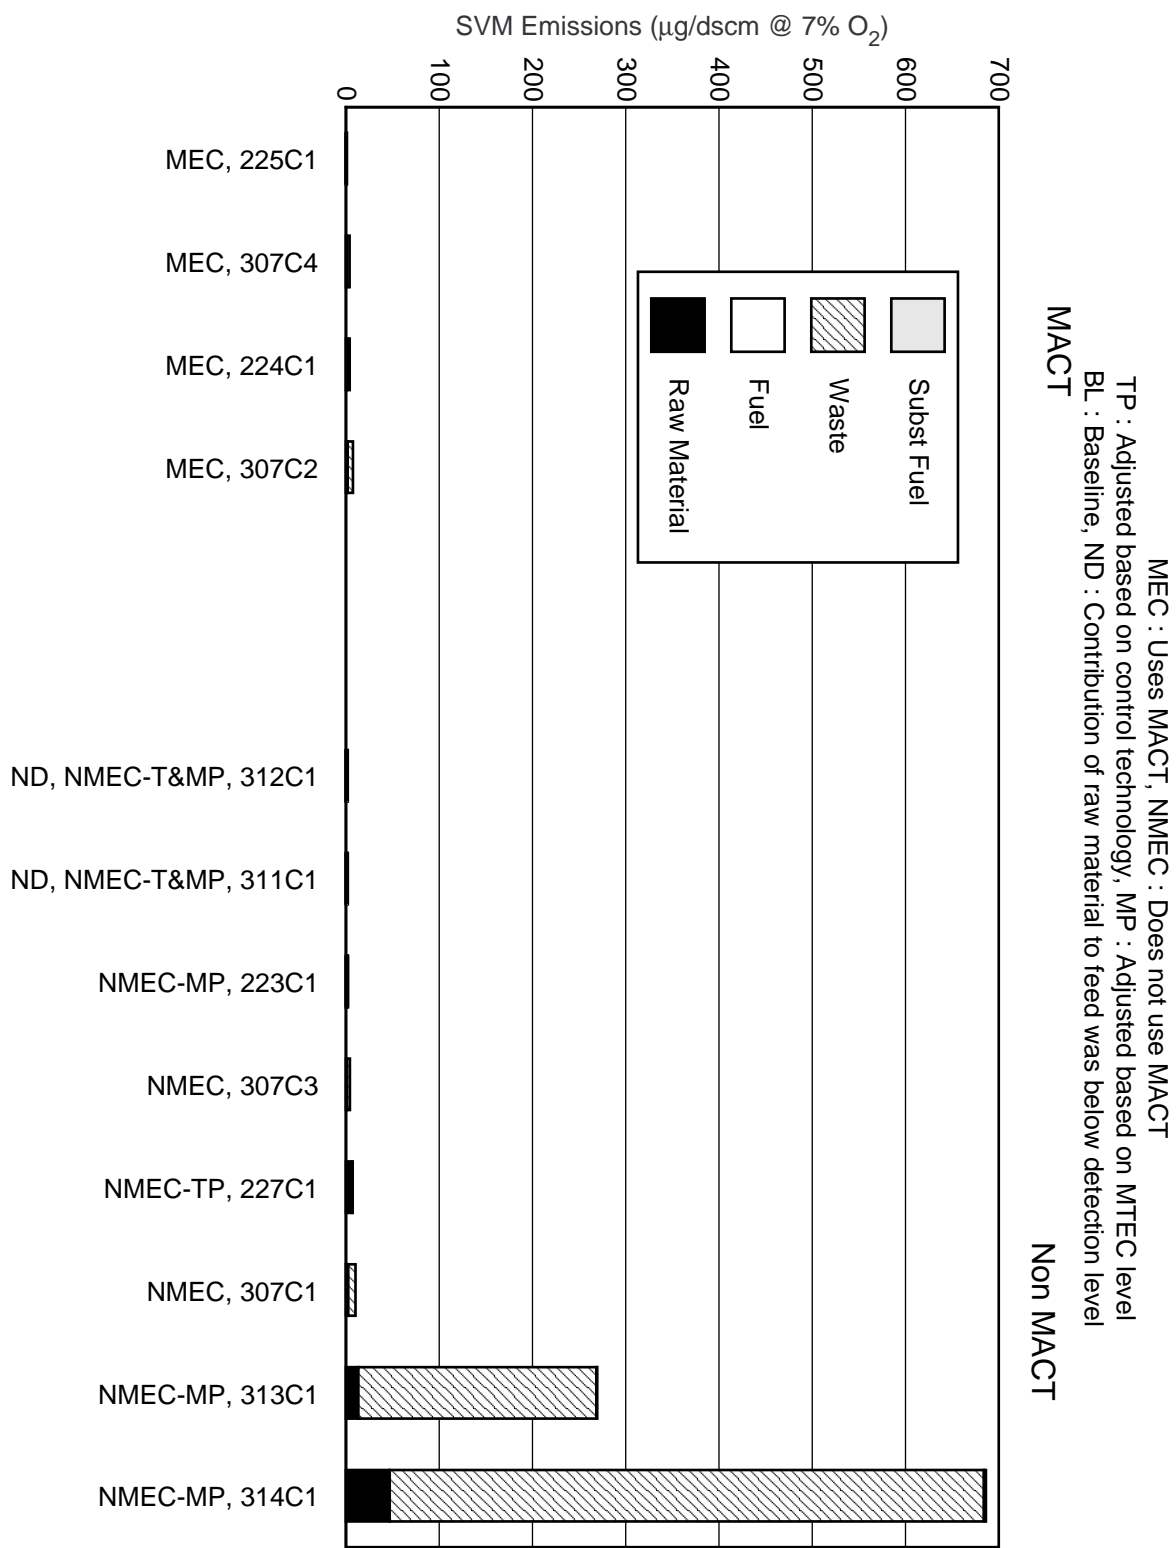 MEC : Uses MACT, NMEC : Does not use MACT
TP : Adjusted based on control technology, MP : Adjusted based on MTEC level
BL : Baseline, ND : Contribution of raw material to feed was below detection level
MACT
Non MACT
SVM Emissions (μg/dscm @ 7% O₂)
700
600
500
400
300
200
100
0
Subst Fuel
Waste
Fuel
Raw Material
MEC, 225C1
MEC, 307C4
MEC, 224C1
MEC, 307C2
ND, NMEC-T&MP, 312C1
ND, NMEC-T&MP, 311C1
NMEC-MP, 223C1
NMEC, 307C3
NMEC-TP, 227C1
NMEC, 307C1
NMEC-MP, 313C1
NMEC-MP, 314C1